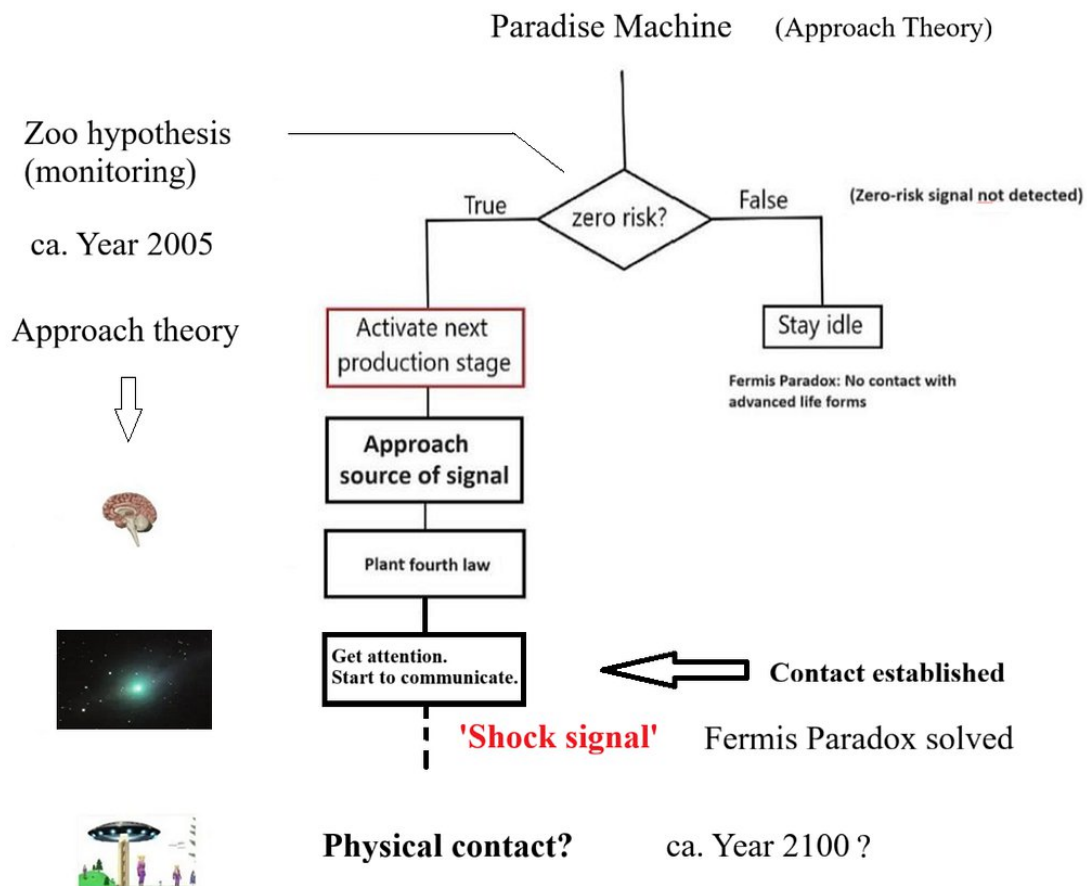 Paradise Machine (Approach Theory)
Zoo hypothesis
(monitoring)
ca. Year 2005
Approach theory
True
zero risk?
False
(Zero-risk signal not detected)
Activate next
production stage
Stay idle
Fermis Paradox: No contact with
advanced life forms
Approach
source of signal
Plant fourth law
Get attention.
Start to communicate.
Contact established
'Shock signal'
Fermis Paradox solved
Physical contact?
ca. Year 2100 ?